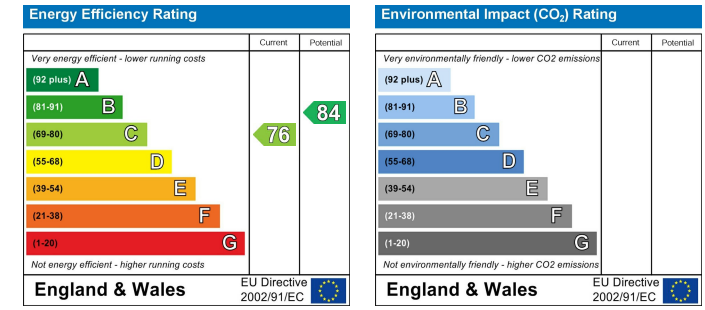 Energy Efficiency Rating
Current Potential
Very energy efficient - lower running costs
(92 plus) A
(81-91) B
84
(69-80) C
76
(55-68) D
(39-54) E
(21-38) F
(1-20) G
Not energy efficient - higher running costs
England & Wales
EU Directive
2002/91/EC
Environmental Impact (CO₂) Rating
Current Potential
Very environmentally friendly - lower CO2 emissions
(92 plus) A
(81-91) B
(69-80) C
(55-68) D
(39-54) E
(21-38) F
(1-20) G
Not environmentally friendly - higher CO2 emissions
England & Wales
EU Directive
2002/91/EC